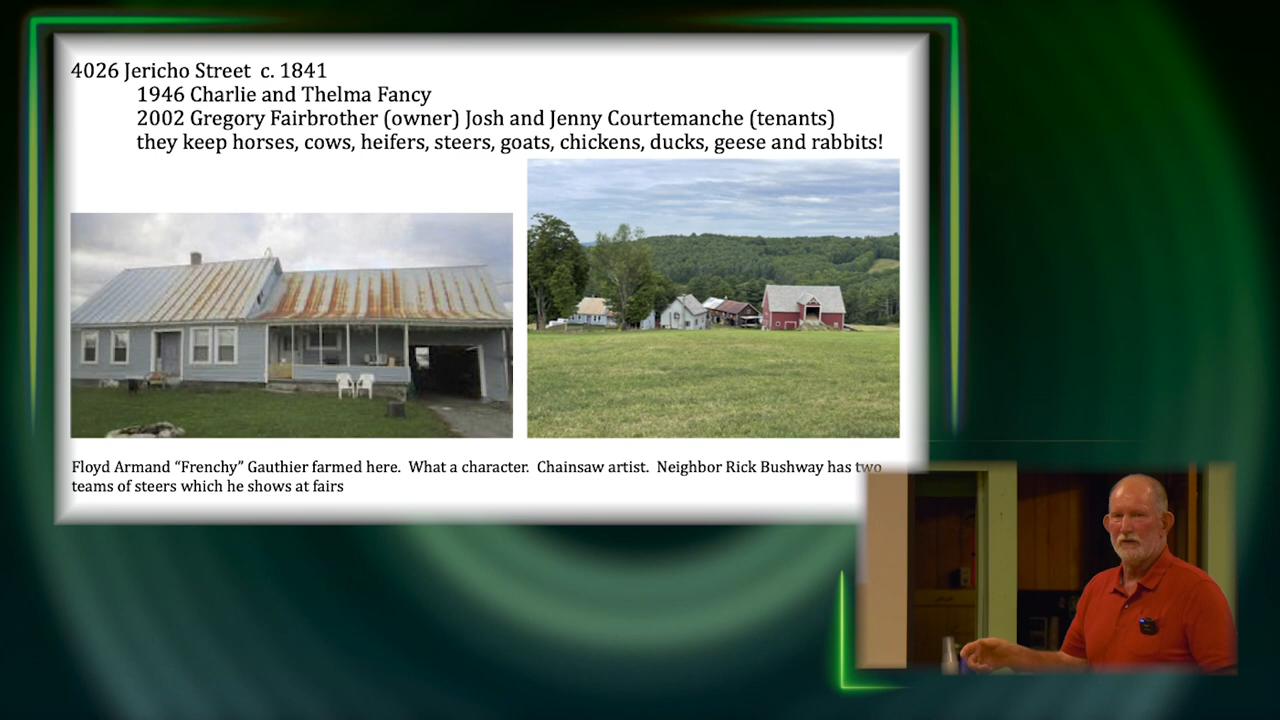 4026 Jericho Street c. 1841
1946 Charlie and Thelma Fancy
2002 Gregory Fairbrother (owner) Josh and Jenny Courtemanche (tenants)
they keep horses, cows, heifers, steers, goats, chickens, ducks, geese and rabbits!
Floyd Armand “Frenchy” Gauthier farmed here. What a character. Chainsaw artist. Neighbor Rick Bushway has two
teams of steers which he shows at fairs